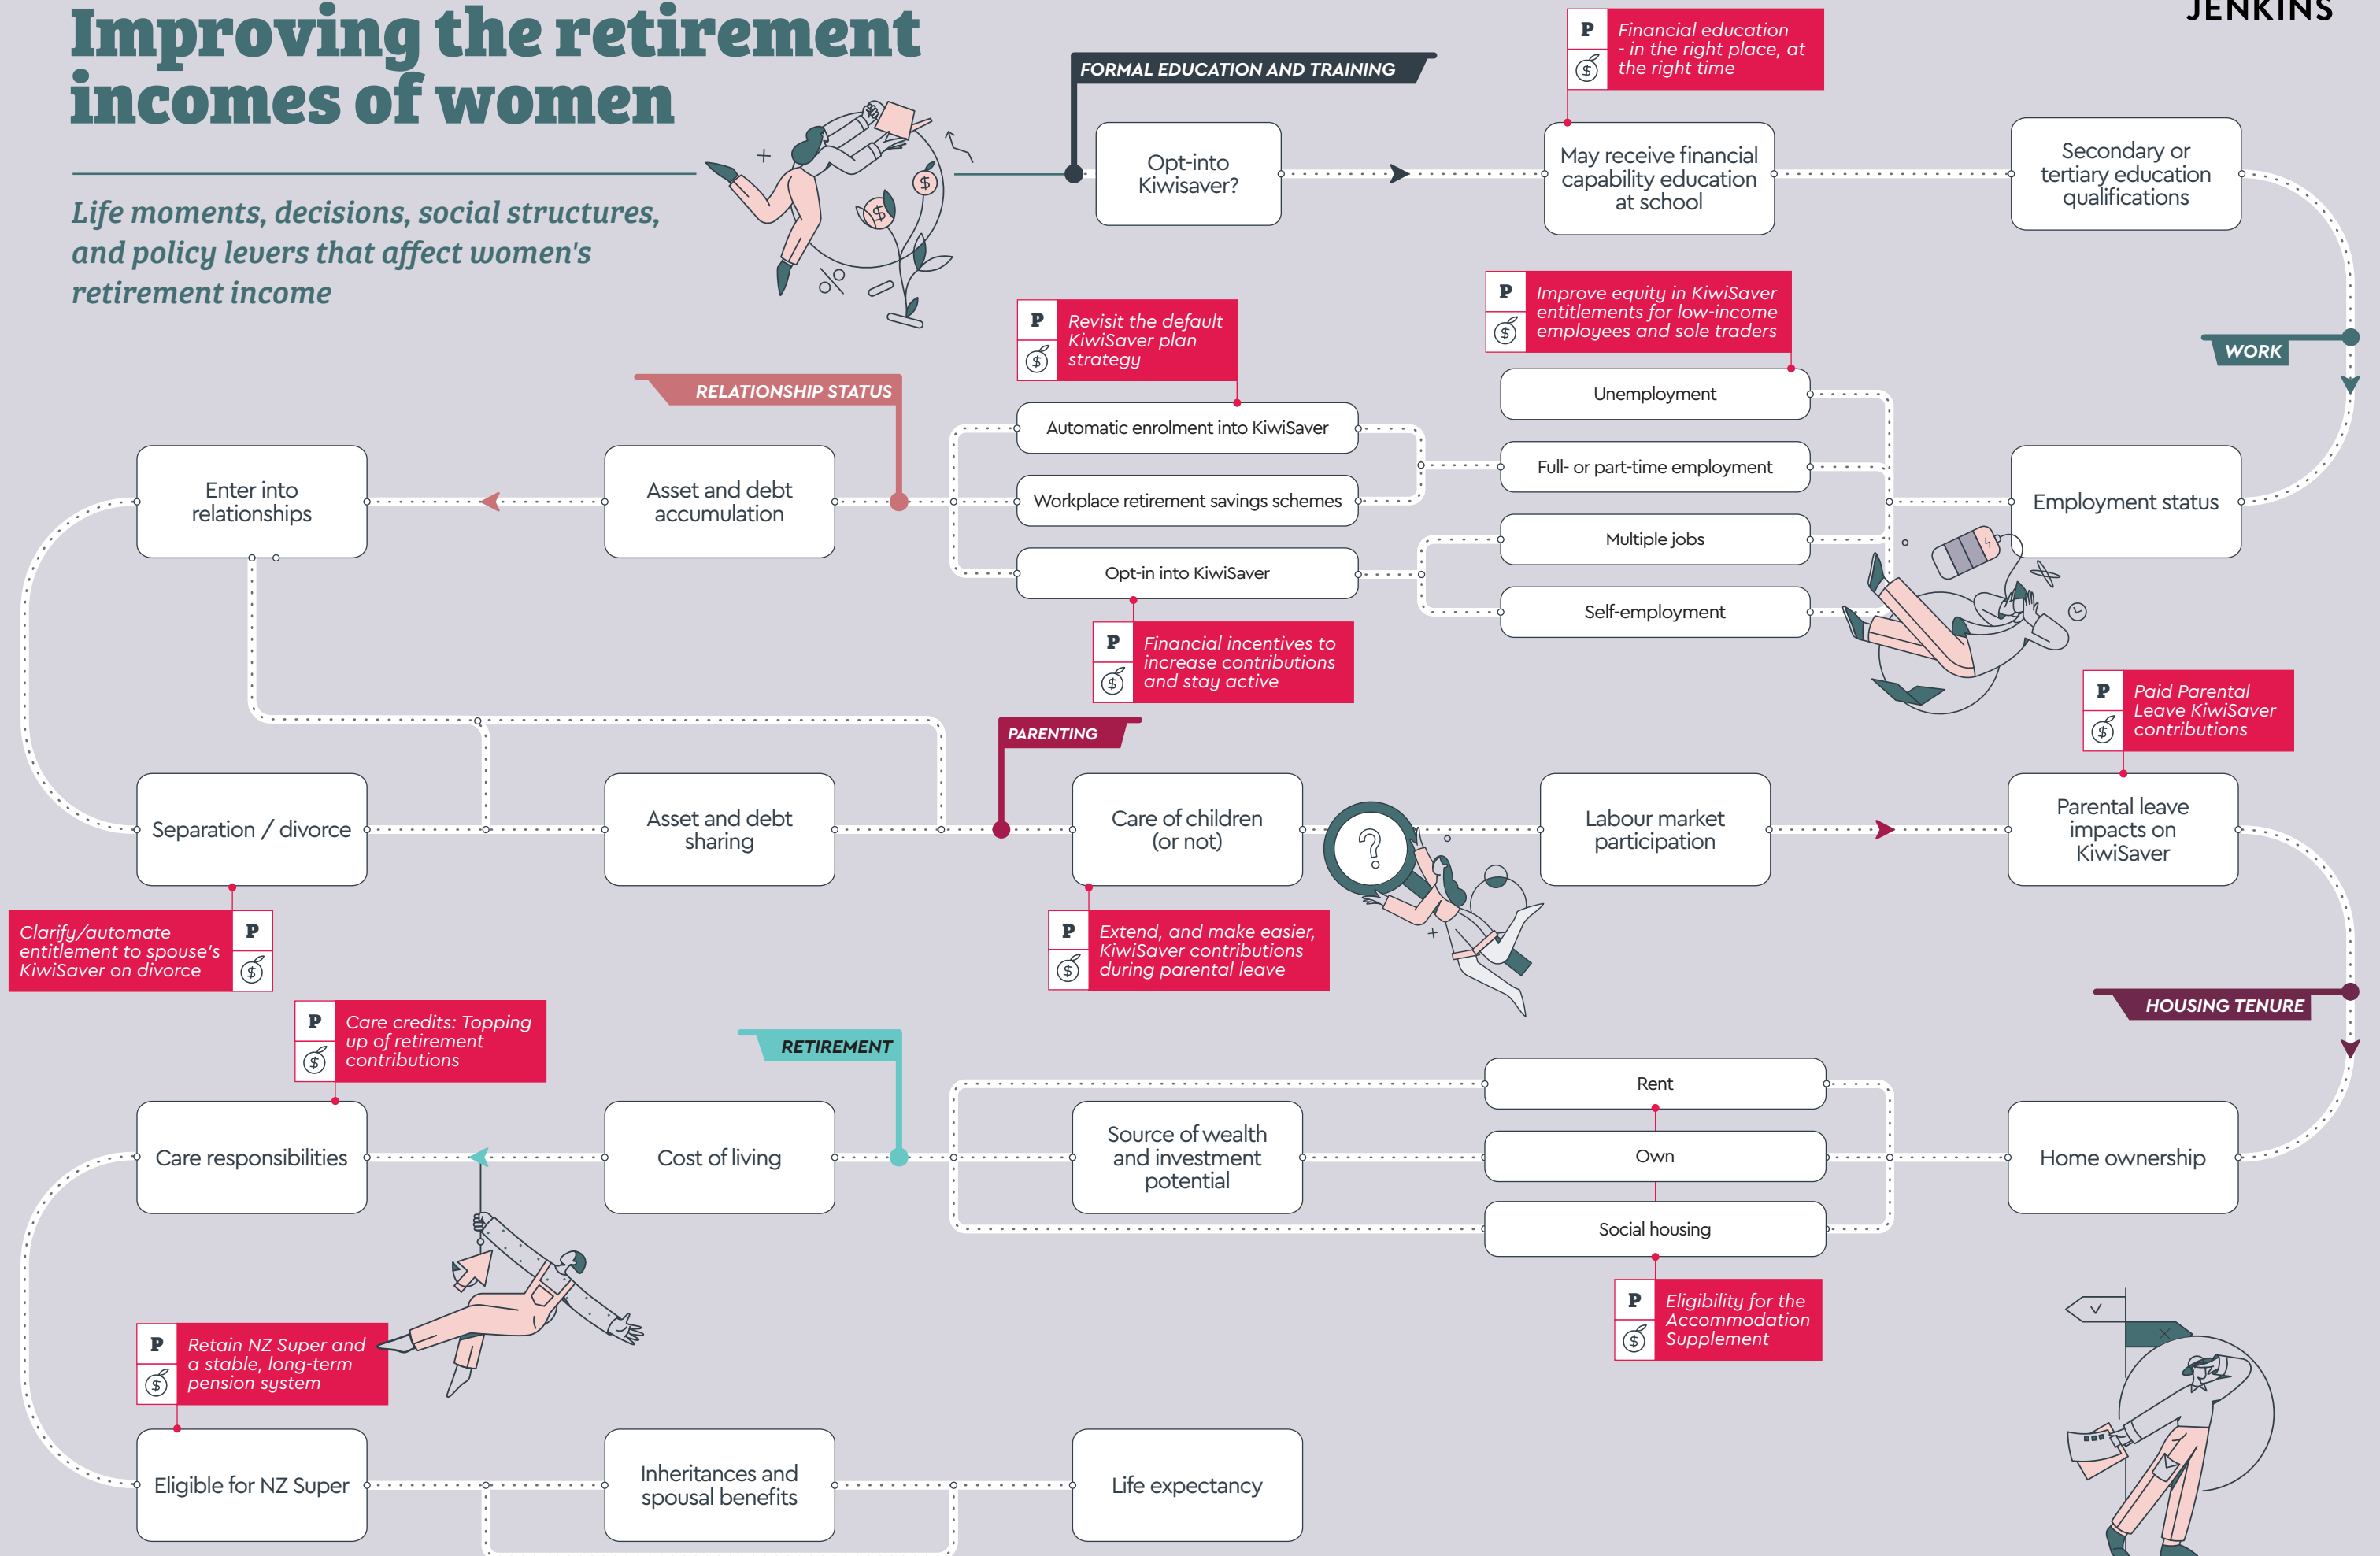 Improving the retirement
incomes of women
JENKINS
Life moments, decisions, social structures,
and policy levers that affect women's
retirement income
FORMAL EDUCATION AND TRAINING
Opt-into
Kiwisaver?
P
Financial education
- in the right place, at
the right time
$
May receive financial
capability education
at school
Secondary or
tertiary education
qualifications
$
$
%
WORK
Employment status
P
Improve equity in KiwiSaver
entitlements for low-income
employees and sole traders
$
Unemployment
Full- or part-time employment
Multiple jobs
Self-employment
P
Revisit the default
KiwiSaver plan
strategy
$
Automatic enrolment into KiwiSaver
Workplace retirement savings schemes
Opt-in into KiwiSaver
P
Financial incentives to
increase contributions
and stay active
$
RELATIONSHIP STATUS
Asset and debt
accumulation
Enter into
relationships
Separation / divorce
Clarify/automate
entitlement to spouse's
KiwiSaver on divorce
P
$
Asset and debt
sharing
PARENTING
Care of children
(or not)
P
Extend, and make easier,
KiwiSaver contributions
during parental leave
$
?
Labour market
participation
P
Paid Parental
Leave KiwiSaver
contributions
$
Parental leave
impacts on
KiwiSaver
HOUSING TENURE
Home ownership
Rent
Own
Social housing
P
Eligibility for the
Accommodation
Supplement
$
Source of wealth
and investment
potential
RETIREMENT
Cost of living
P
Care credits: Topping
up of retirement
contributions
$
Care responsibilities
P
Retain NZ Super and
a stable, long-term
pension system
$
Eligible for NZ Super
Inheritances and
spousal benefits
Life expectancy